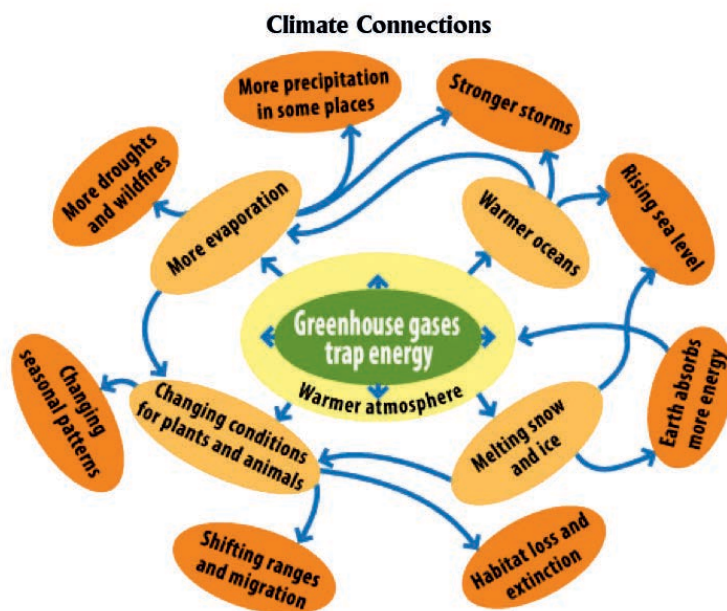 Climate Connections
More precipitation
in some places
Stronger storms
More droughts
and wildfires
More evaporation
Warmer oceans
Rising sea level
Greenhouse gases
trap energy
Warmer atmosphere
Changing
seasonal patterns
Changing conditions
for plants and animals
Melting snow
and ice
Earth absorbs
more energy
Shifting ranges
and migration
Habitat loss and
extinction